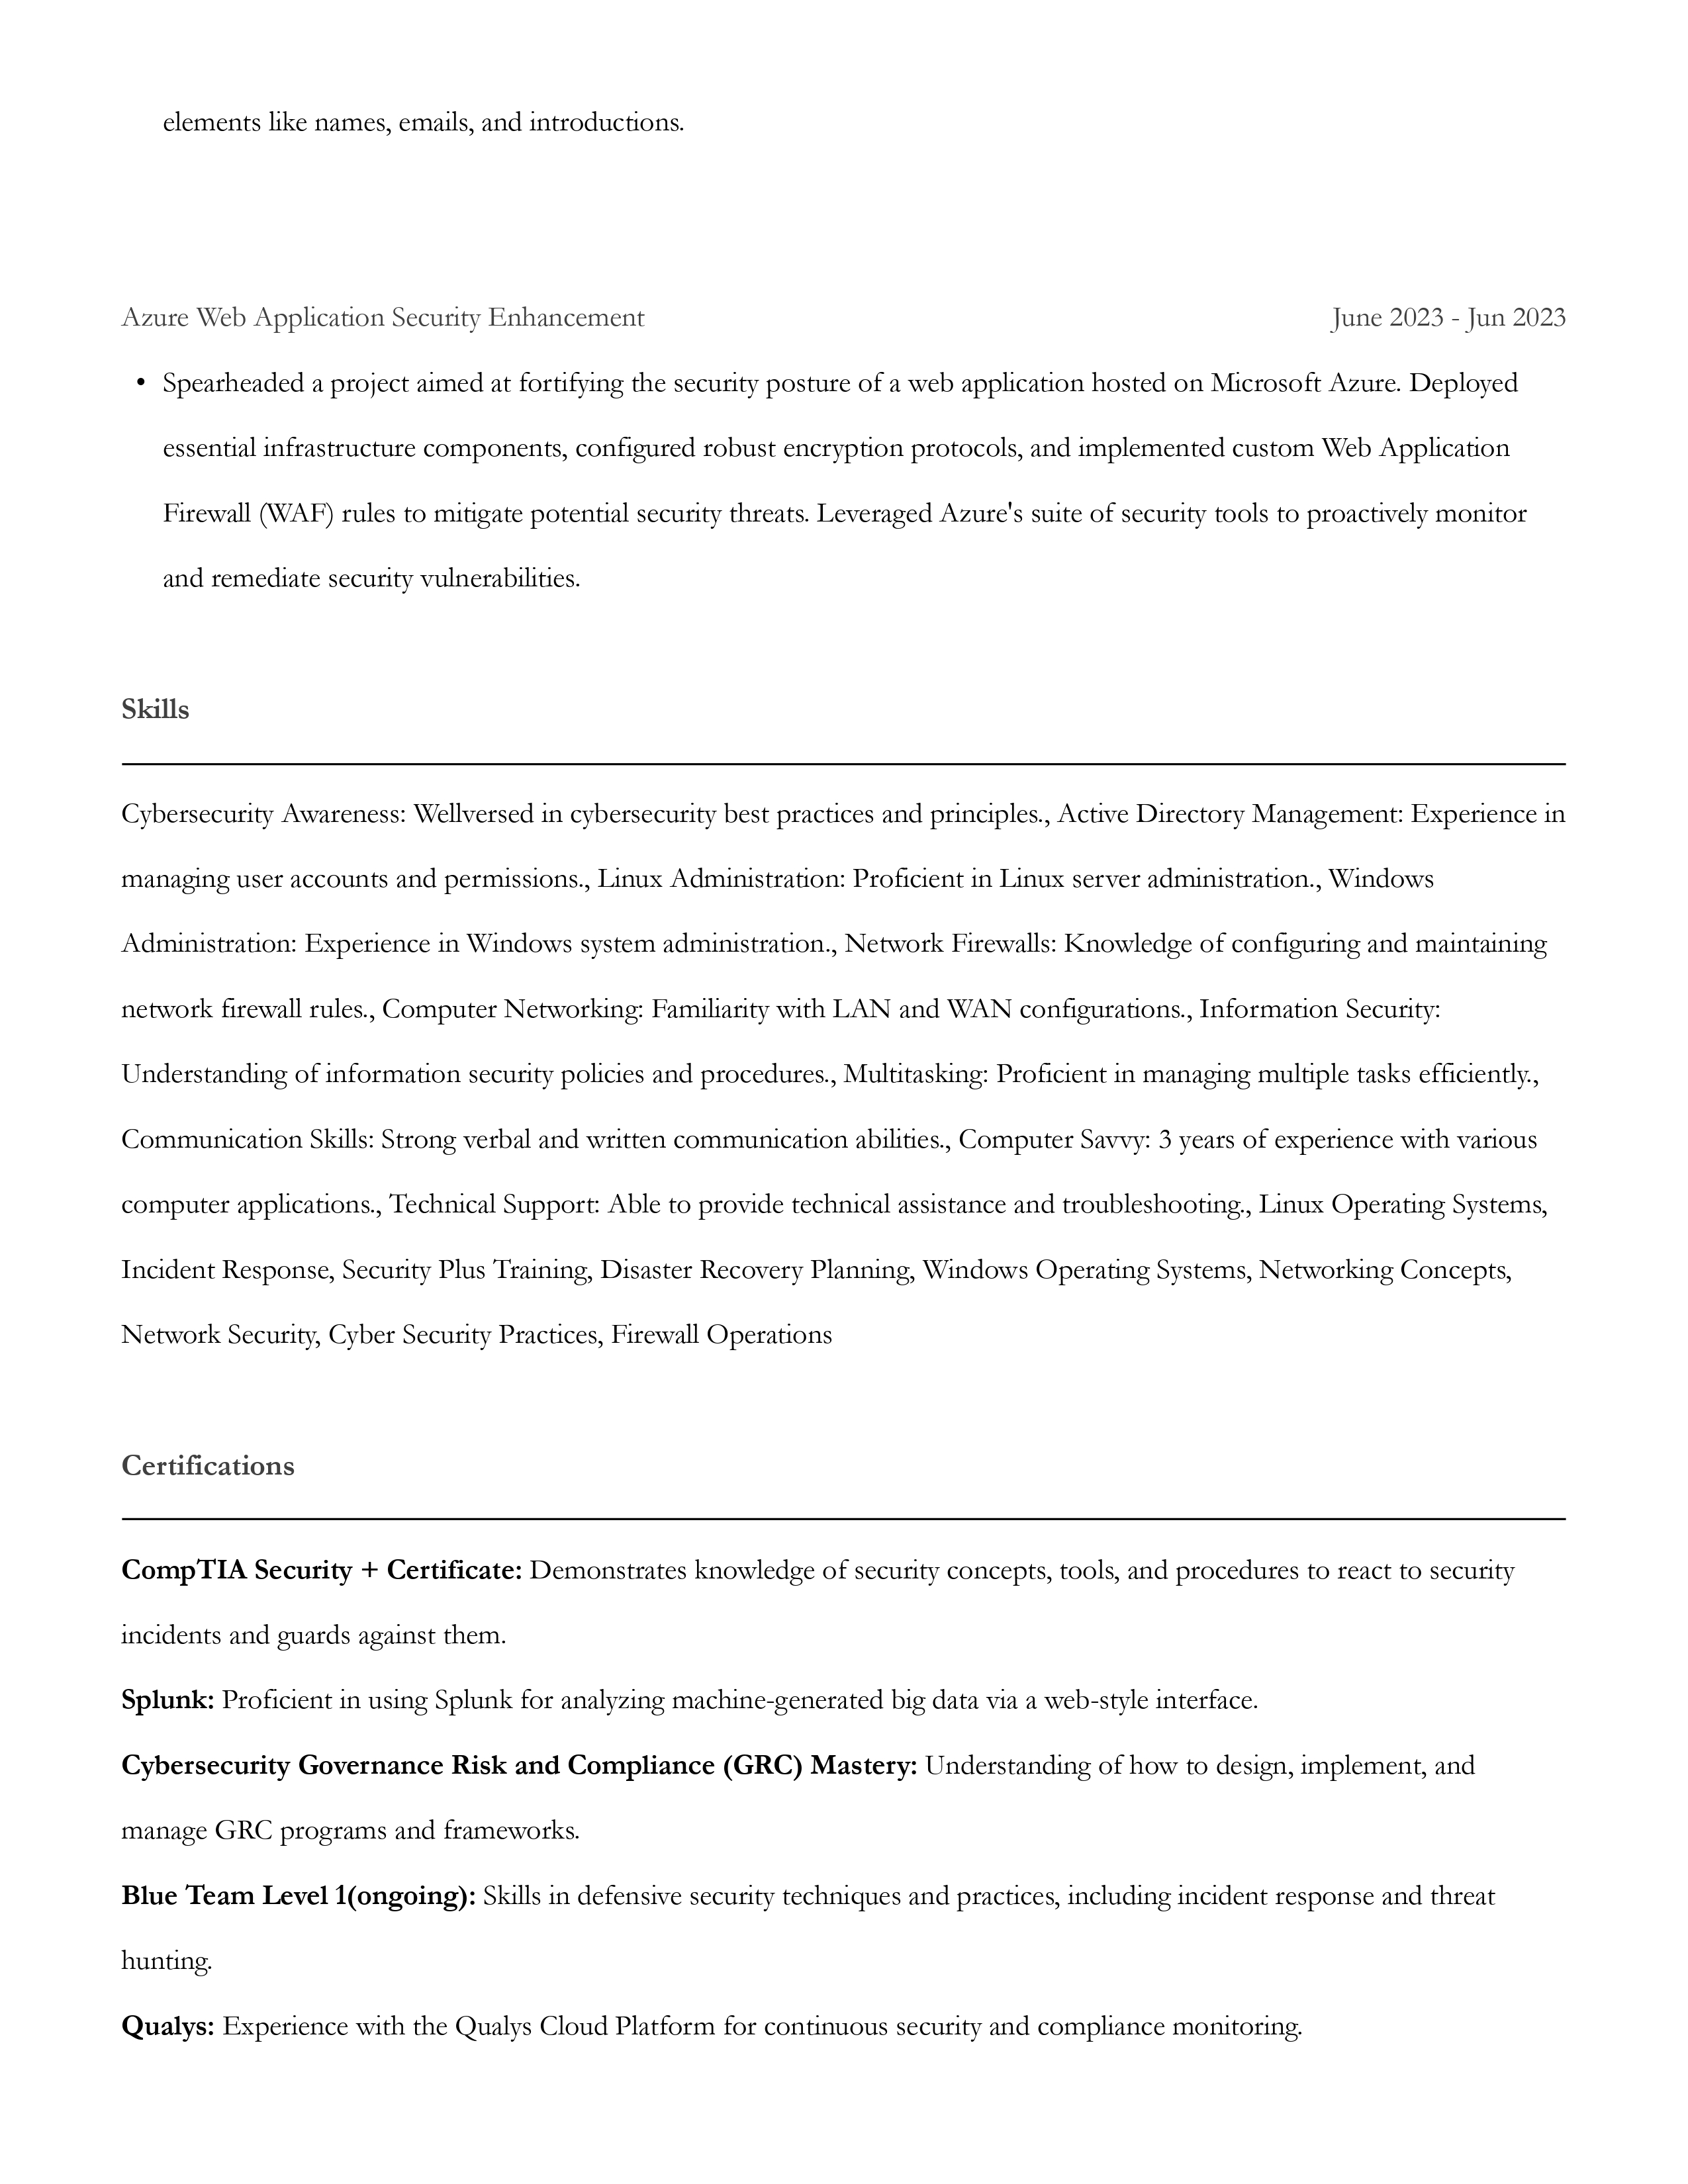 elements like names, emails, and introductions.
Azure Web Application Security Enhancement June 2023 - Jun 2023
• Spearheaded a project aimed at fortifying the security posture of a web application hosted on Microsoft Azure. Deployed
essential infrastructure components, configured robust encryption protocols, and implemented custom Web Application
Firewall (WAF) rules to mitigate potential security threats. Leveraged Azure's suite of security tools to proactively monitor
and remediate security vulnerabilities.
Skills
Cybersecurity Awareness: Wellversed in cybersecurity best practices and principles., Active Directory Management: Experience in
managing user accounts and permissions., Linux Administration: Proficient in Linux server administration., Windows
Administration: Experience in Windows system administration., Network Firewalls: Knowledge of configuring and maintaining
network firewall rules., Computer Networking: Familiarity with LAN and WAN configurations., Information Security:
Understanding of information security policies and procedures., Multitasking: Proficient in managing multiple tasks efficiently.,
Communication Skills: Strong verbal and written communication abilities., Computer Savvy: 3 years of experience with various
computer applications., Technical Support: Able to provide technical assistance and troubleshooting., Linux Operating Systems,
Incident Response, Security Plus Training, Disaster Recovery Planning, Windows Operating Systems, Networking Concepts,
Network Security, Cyber Security Practices, Firewall Operations
Certifications
CompTIA Security + Certificate: Demonstrates knowledge of security concepts, tools, and procedures to react to security
incidents and guards against them.
Splunk: Proficient in using Splunk for analyzing machine-generated big data via a web-style interface.
Cybersecurity Governance Risk and Compliance (GRC) Mastery: Understanding of how to design, implement, and
manage GRC programs and frameworks.
Blue Team Level 1(ongoing): Skills in defensive security techniques and practices, including incident response and threat
hunting.
Qualys: Experience with the Qualys Cloud Platform for continuous security and compliance monitoring.